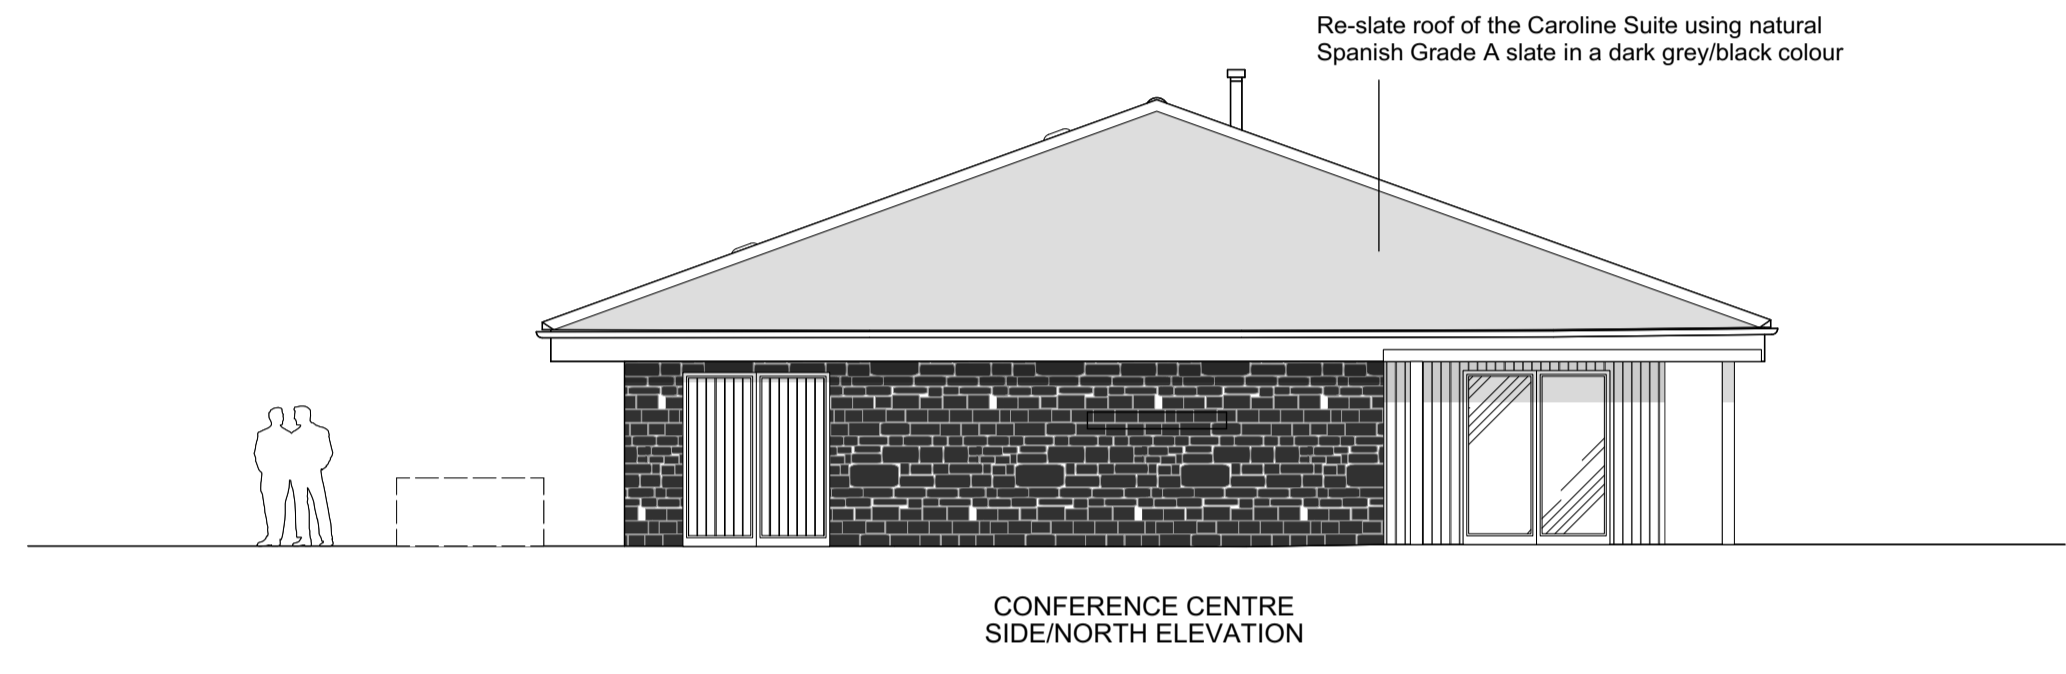 Re-slate roof of the Caroline Suite using natural
Spanish Grade A slate in a dark grey/black colour
CONFERENCE CENTRE
SIDE/NORTH ELEVATION